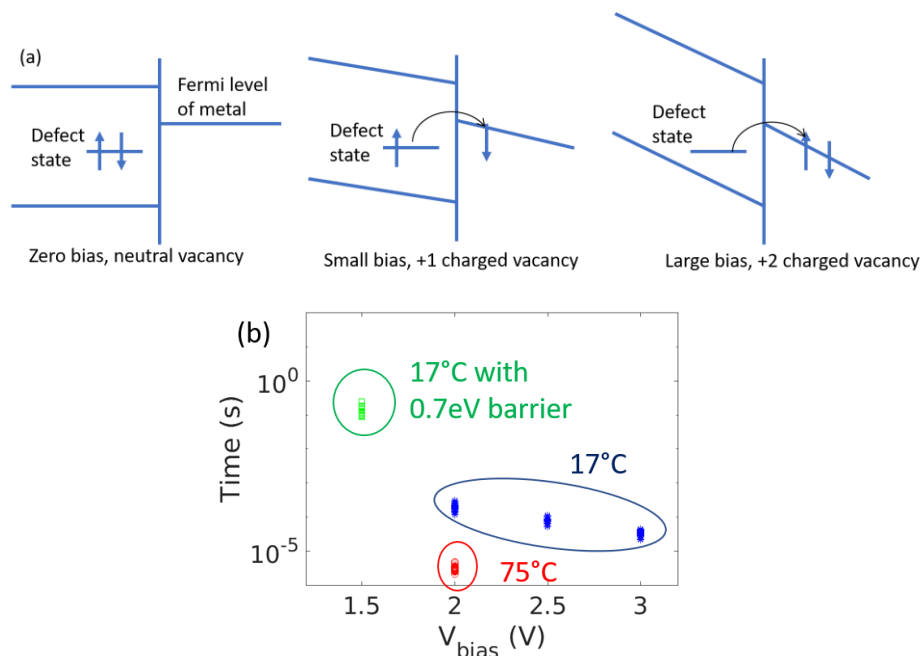 (a)
Fermi level
of metal
Defect
state
Zero bias, neutral vacancy
Defect
state
Small bias, +1 charged vacancy
Defect
state
Large bias, +2 charged vacancy
(b)
Time (s)
10⁰
10⁻⁵
17°C with
0.7eV barrier
17°C
75°C
1.5 2 2.5 3
V_bias (V)